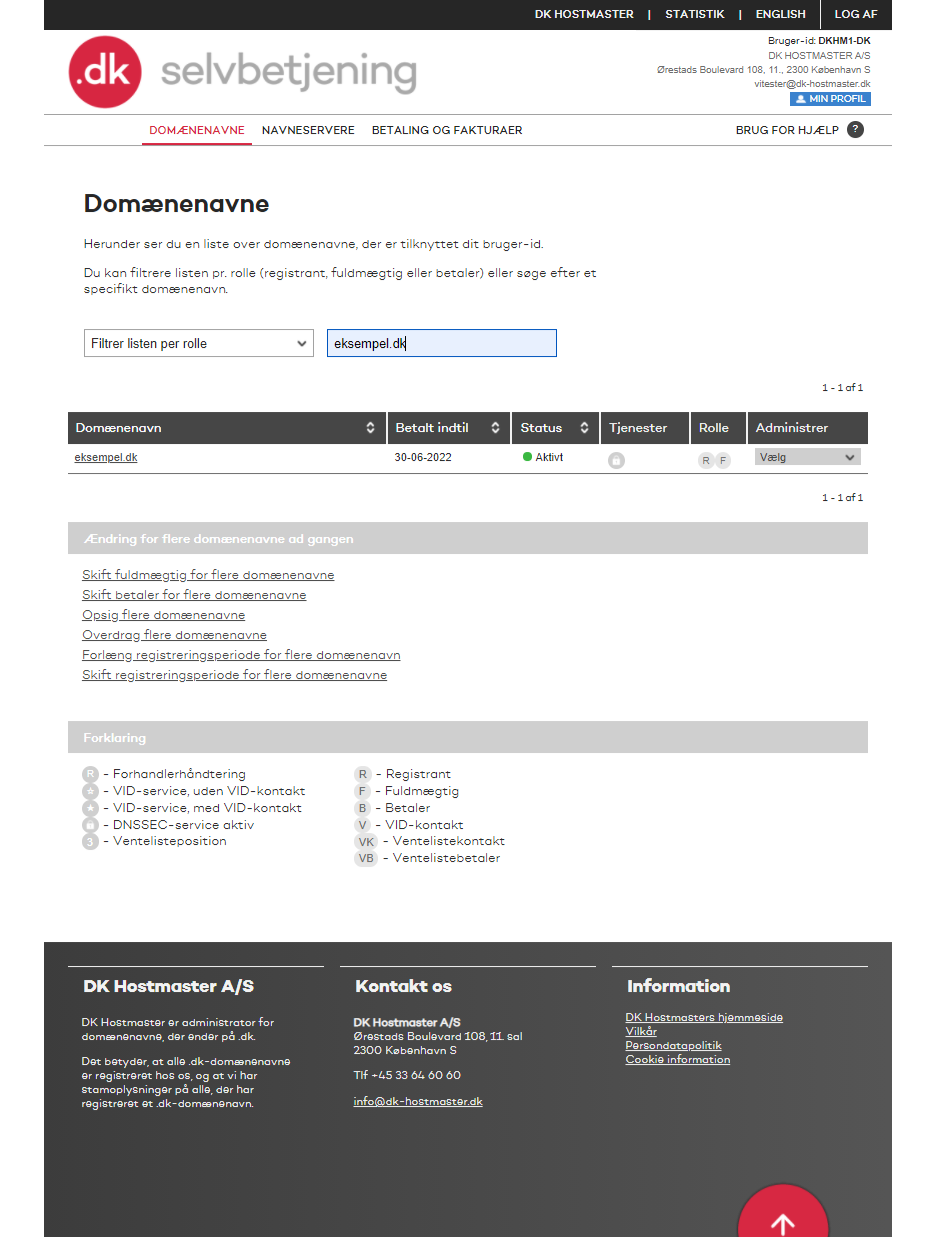 DK HOSTMASTER | STATISTIK | ENGLISH LOG AF
.dk selvbetjening
Bruger-id: DKHM1-DK
DK HOSTMASTER A/S
Ørestads Boulevard 108, 11., 2300 København S
vitester@dk-hostmaster.dk
MIN PROFIL
DOMÆNENAVNE NAVNESERVERE BETALING OG FAKTURAER BRUG FOR HJÆLP ?
Domænenavne
Herunder ser du en liste over domænenavne, der er tilknyttet dit bruger-id.
Du kan filtrere listen pr. rolle (registrant, fuldmægtig eller betaler) eller søge efter et
specifikt domænenavn.
Filtrer listen per rolle eksempel.dk
1 - 1 af 1
Domænenavn Betalt indtil Status Tjenester Rolle Administrer
eksempel.dk 30-06-2022 Aktivt R F Vælg
1 - 1 af 1
Ændring for flere domænenavne ad gangen
Skift fuldmægtig for flere domænenavne
Skift betaler for flere domænenavne
Opsig flere domænenavne
Overdrag flere domænenavne
Forlæng registreringsperiode for flere domænenavn
Skift registreringsperiode for flere domænenavne
Forklaring
R - Forhandlerhåndtering
- VID-service, uden VID-kontakt
- VID-service, med VID-kontakt
- DNSSEC-service aktiv
3 - Ventelisteposition
R - Registrant
F - Fuldmægtig
B - Betaler
V - VID-kontakt
VK - Ventelistekontakt
VB - Ventelistebetaler
DK Hostmaster A/S
DK Hostmaster er administrator for
domænenavne, der ender på .dk.
Det betyder, at alle .dk-domænenavne
er registreret hos os, og at vi har
stamoplysninger på alle, der har
registreret et .dk-domænenavn.
Kontakt os
DK Hostmaster A/S
Ørestads Boulevard 108, 11. sal
2300 København S
Tlf +45 33 64 60 60
info@dk-hostmaster.dk
Information
DK Hostmasters hjemmeside
Vilkår
Persondatapolitik
Cookie information